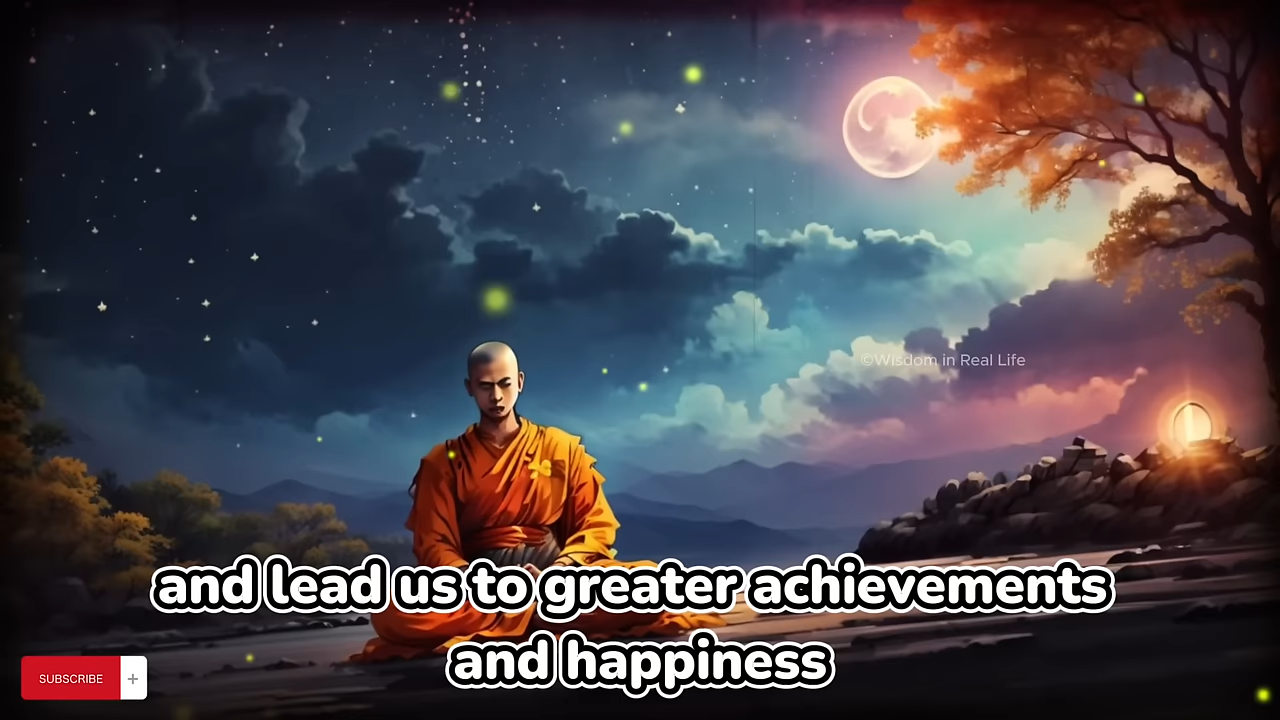 ©Wisdom in Real Life
and lead us to greater achievements
and happiness
SUBSCRIBE +